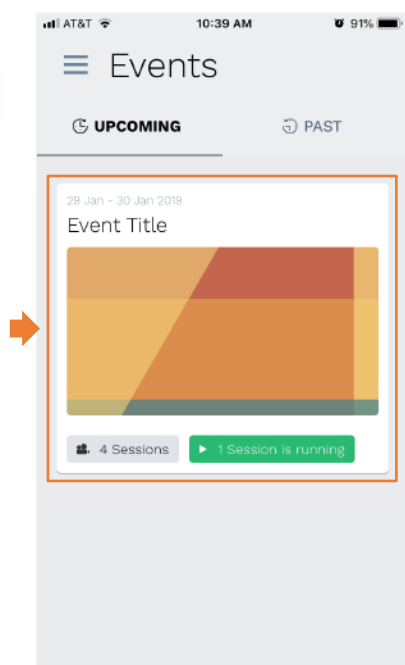 AT&T 10:39 AM 91%
Events
UPCOMING PAST
29 Jan - 30 Jan 2019
Event Title
4 Sessions 1 Session is running